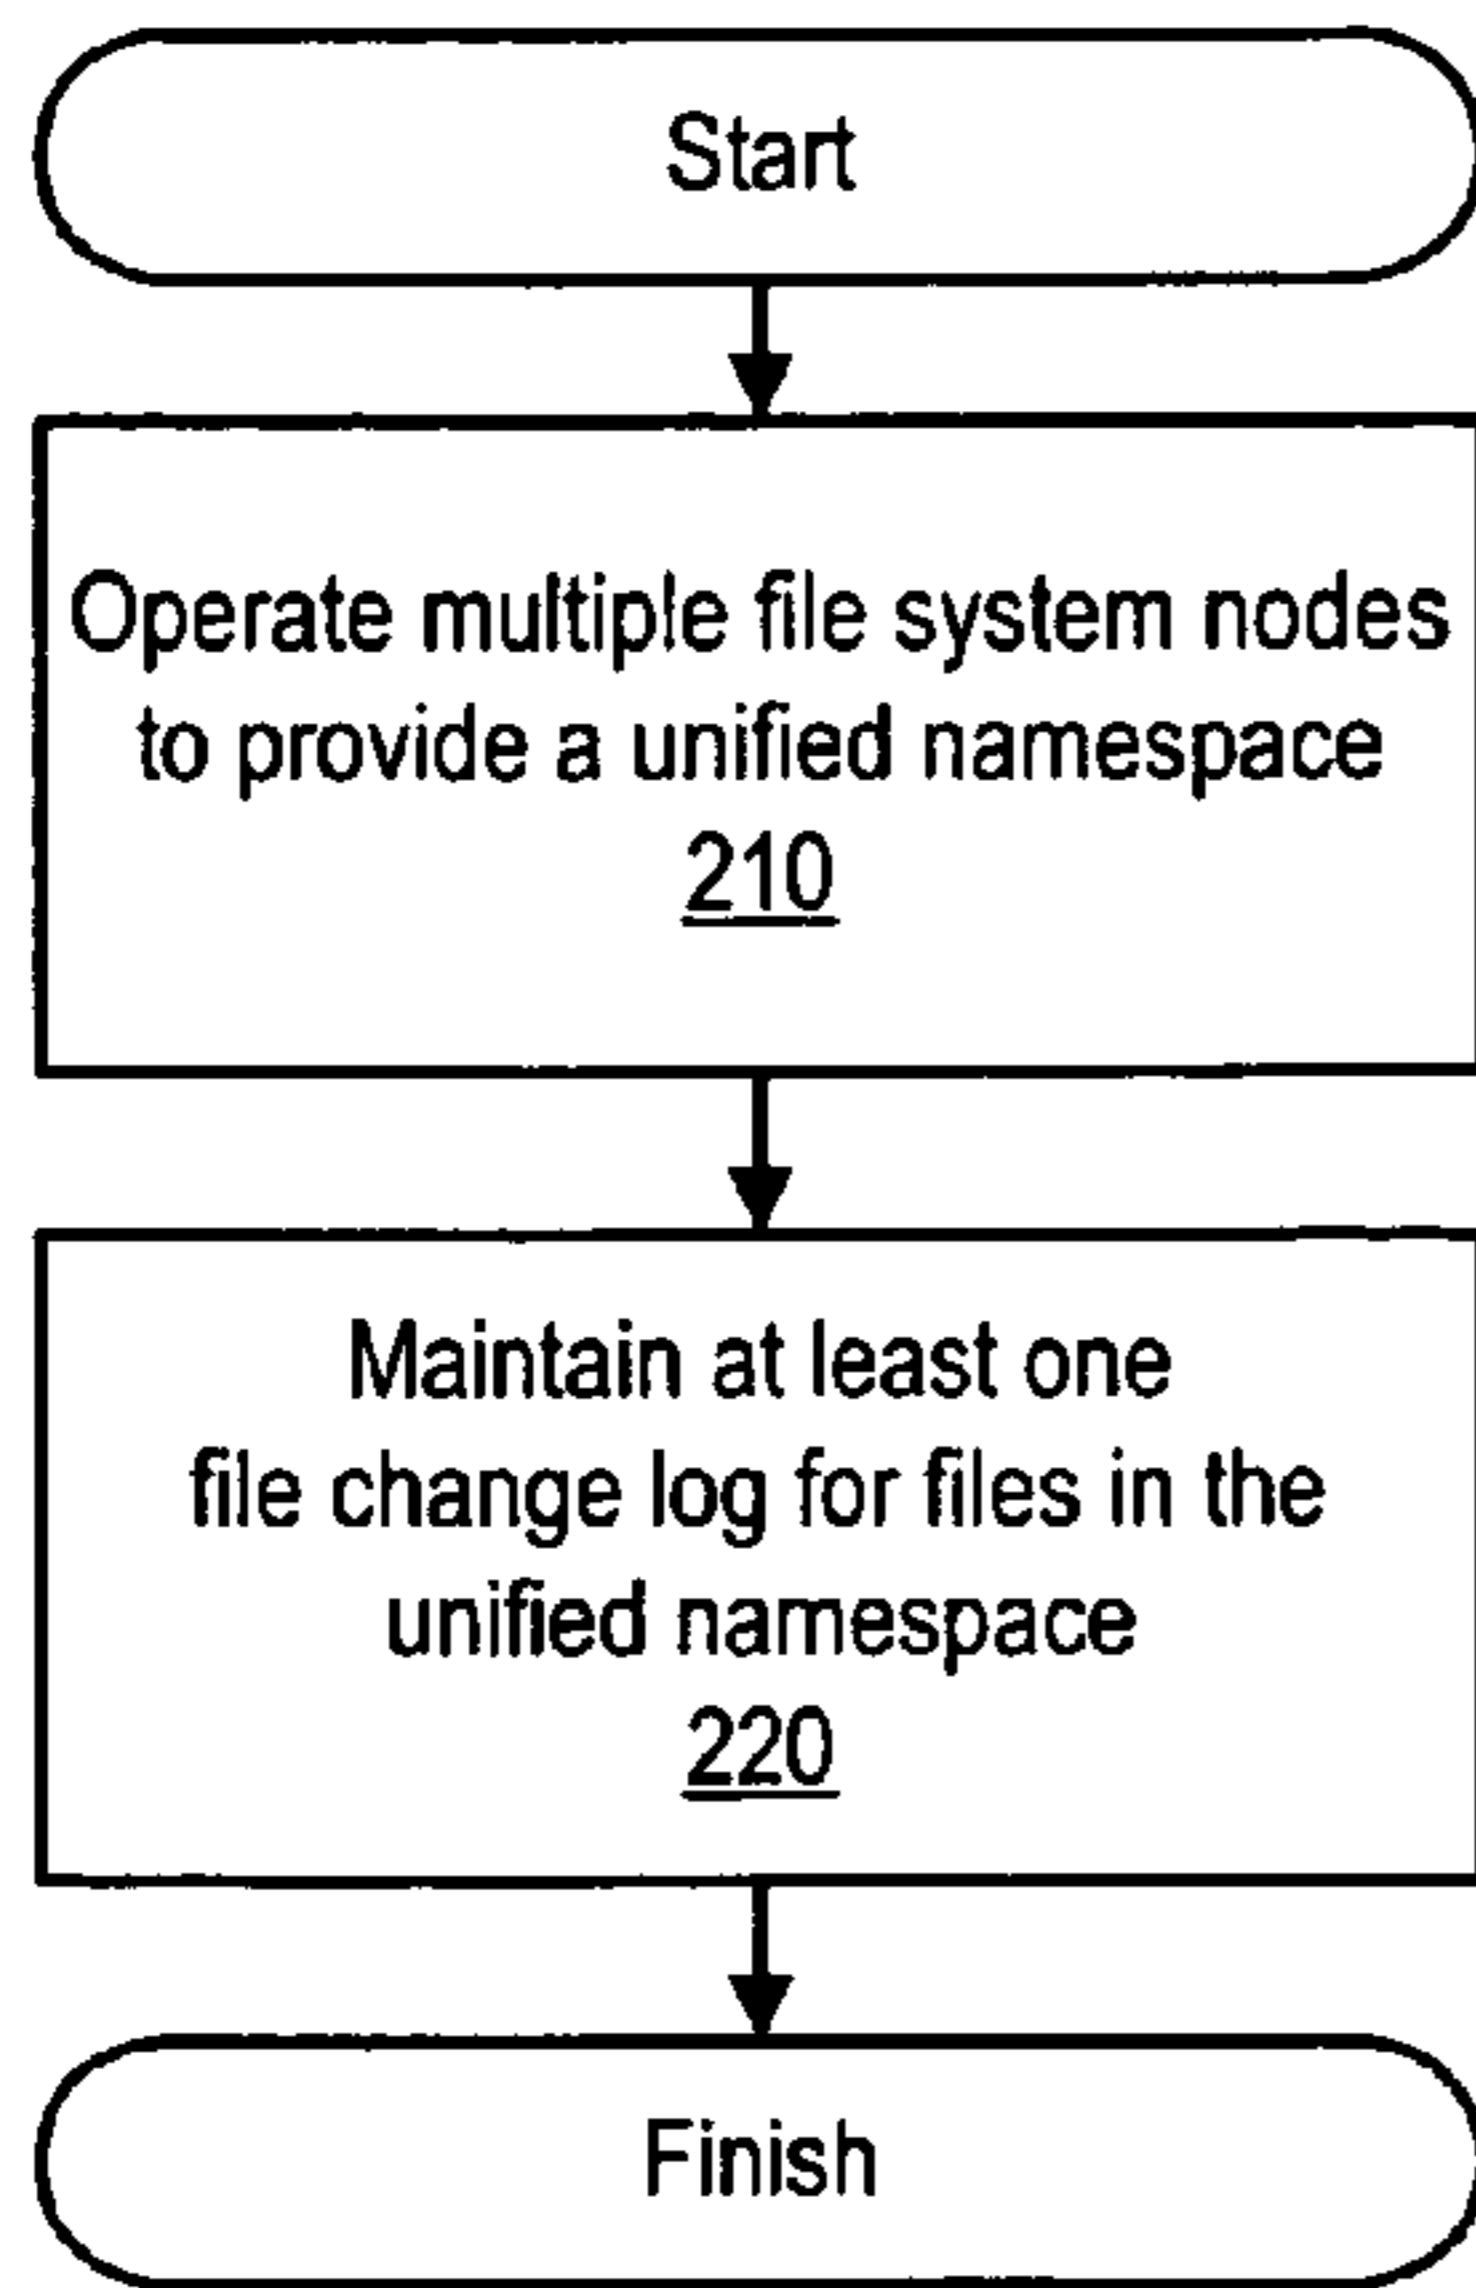 Start
Operate multiple file system nodes
to provide a unified namespace
210
Maintain at least one
file change log for files in the
unified namespace
220
Finish